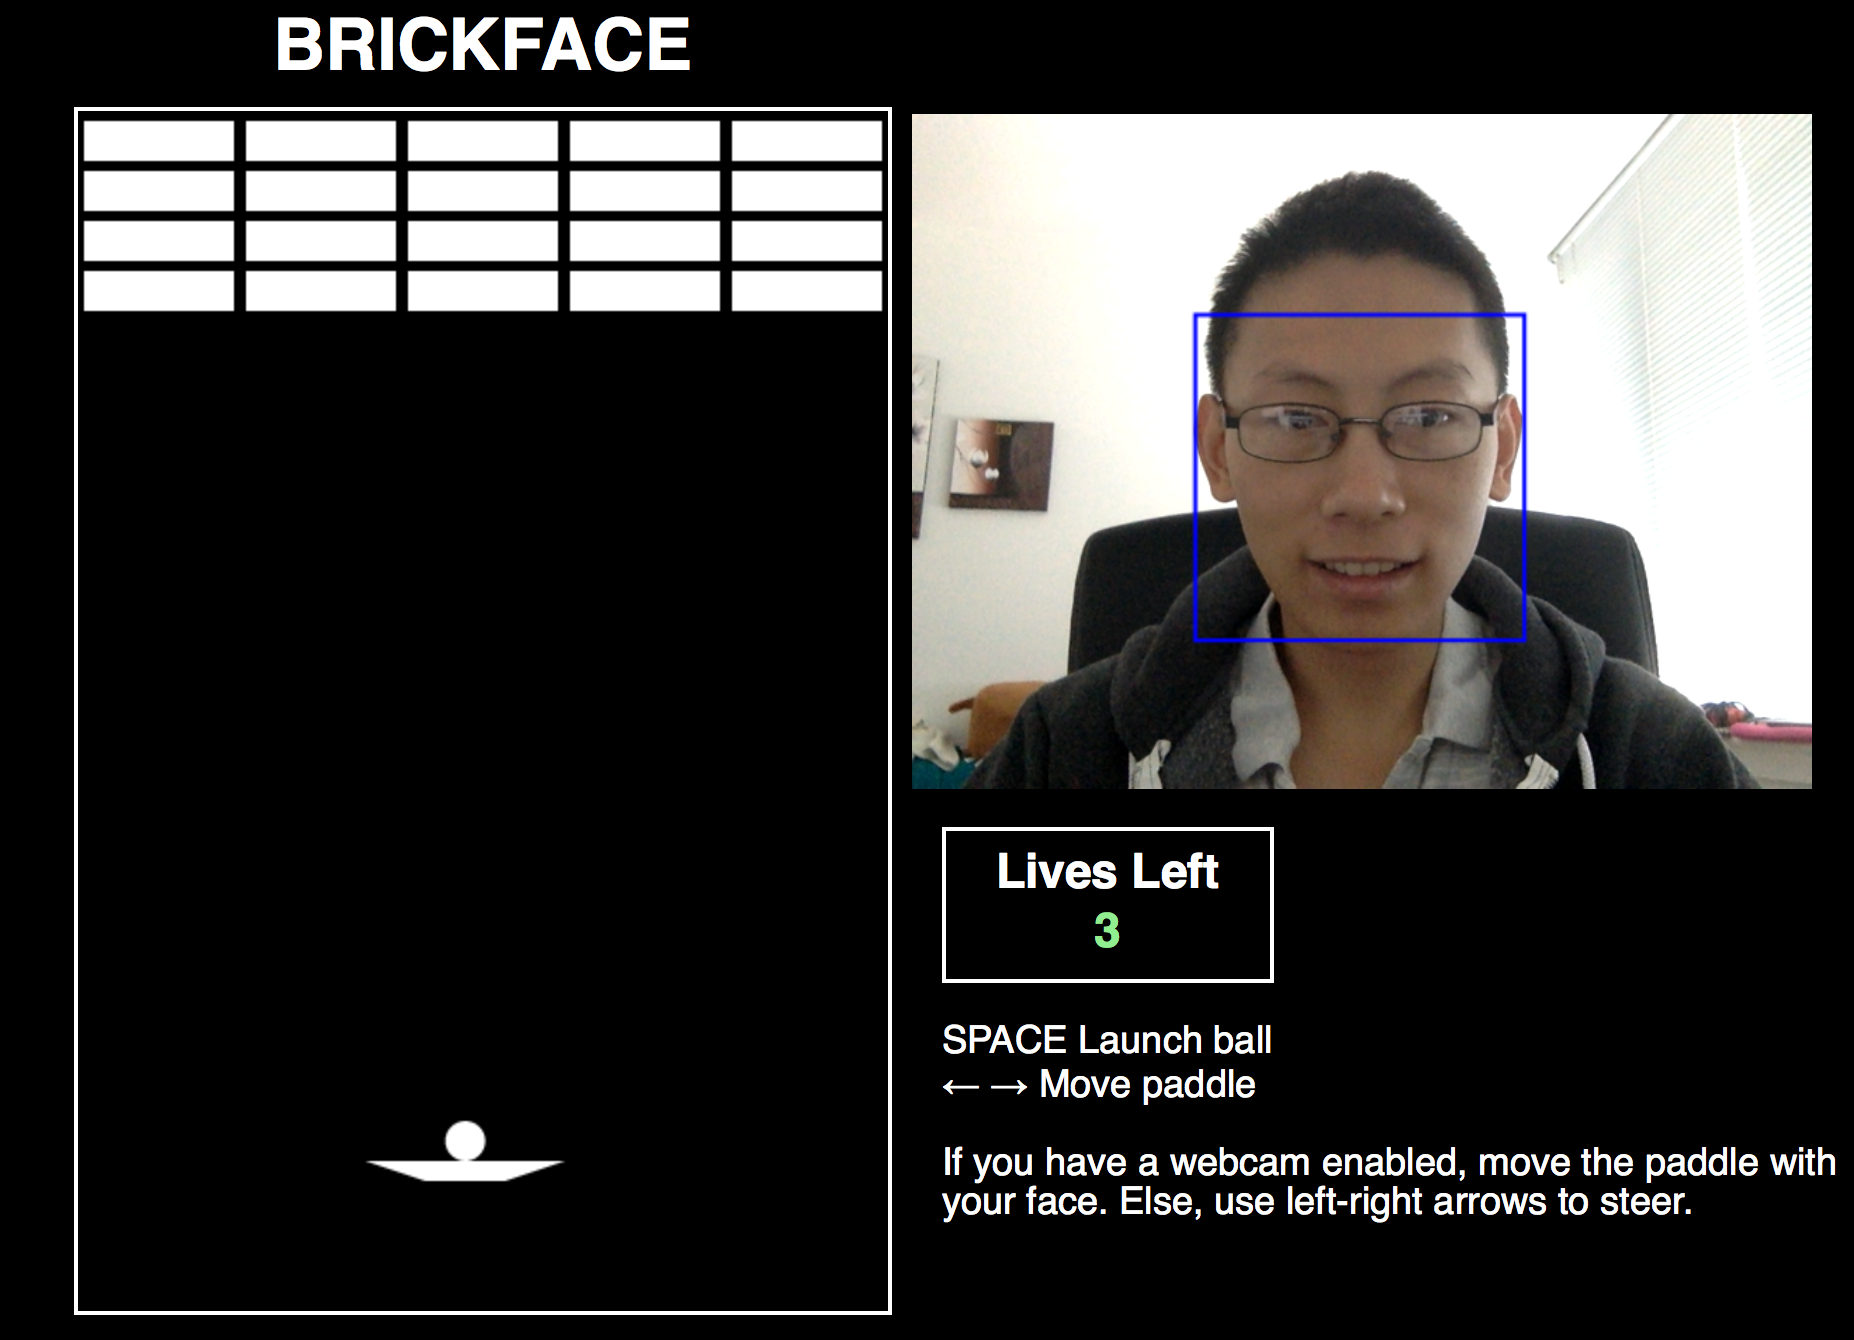 BRICKFACE
Lives Left
3
SPACE Launch ball
← → Move paddle
If you have a webcam enabled, move the paddle with
your face. Else, use left-right arrows to steer.